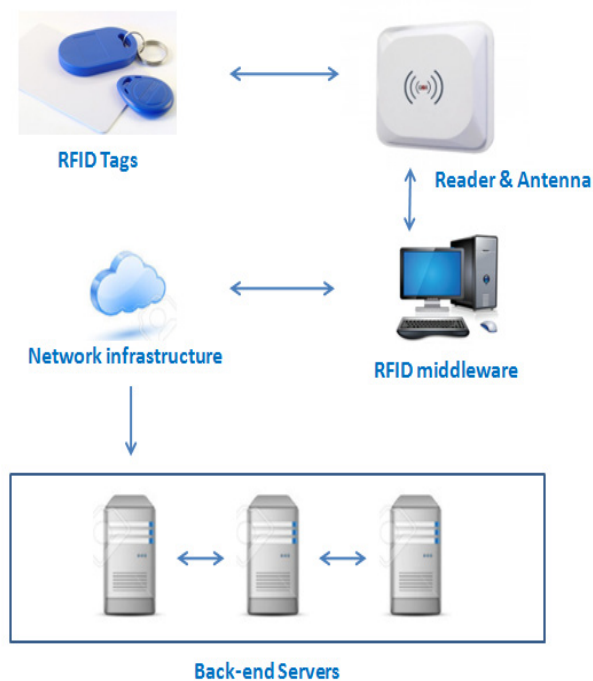 RFID Tags
Reader & Antenna
Network infrastructure
RFID middleware
Back-end Servers